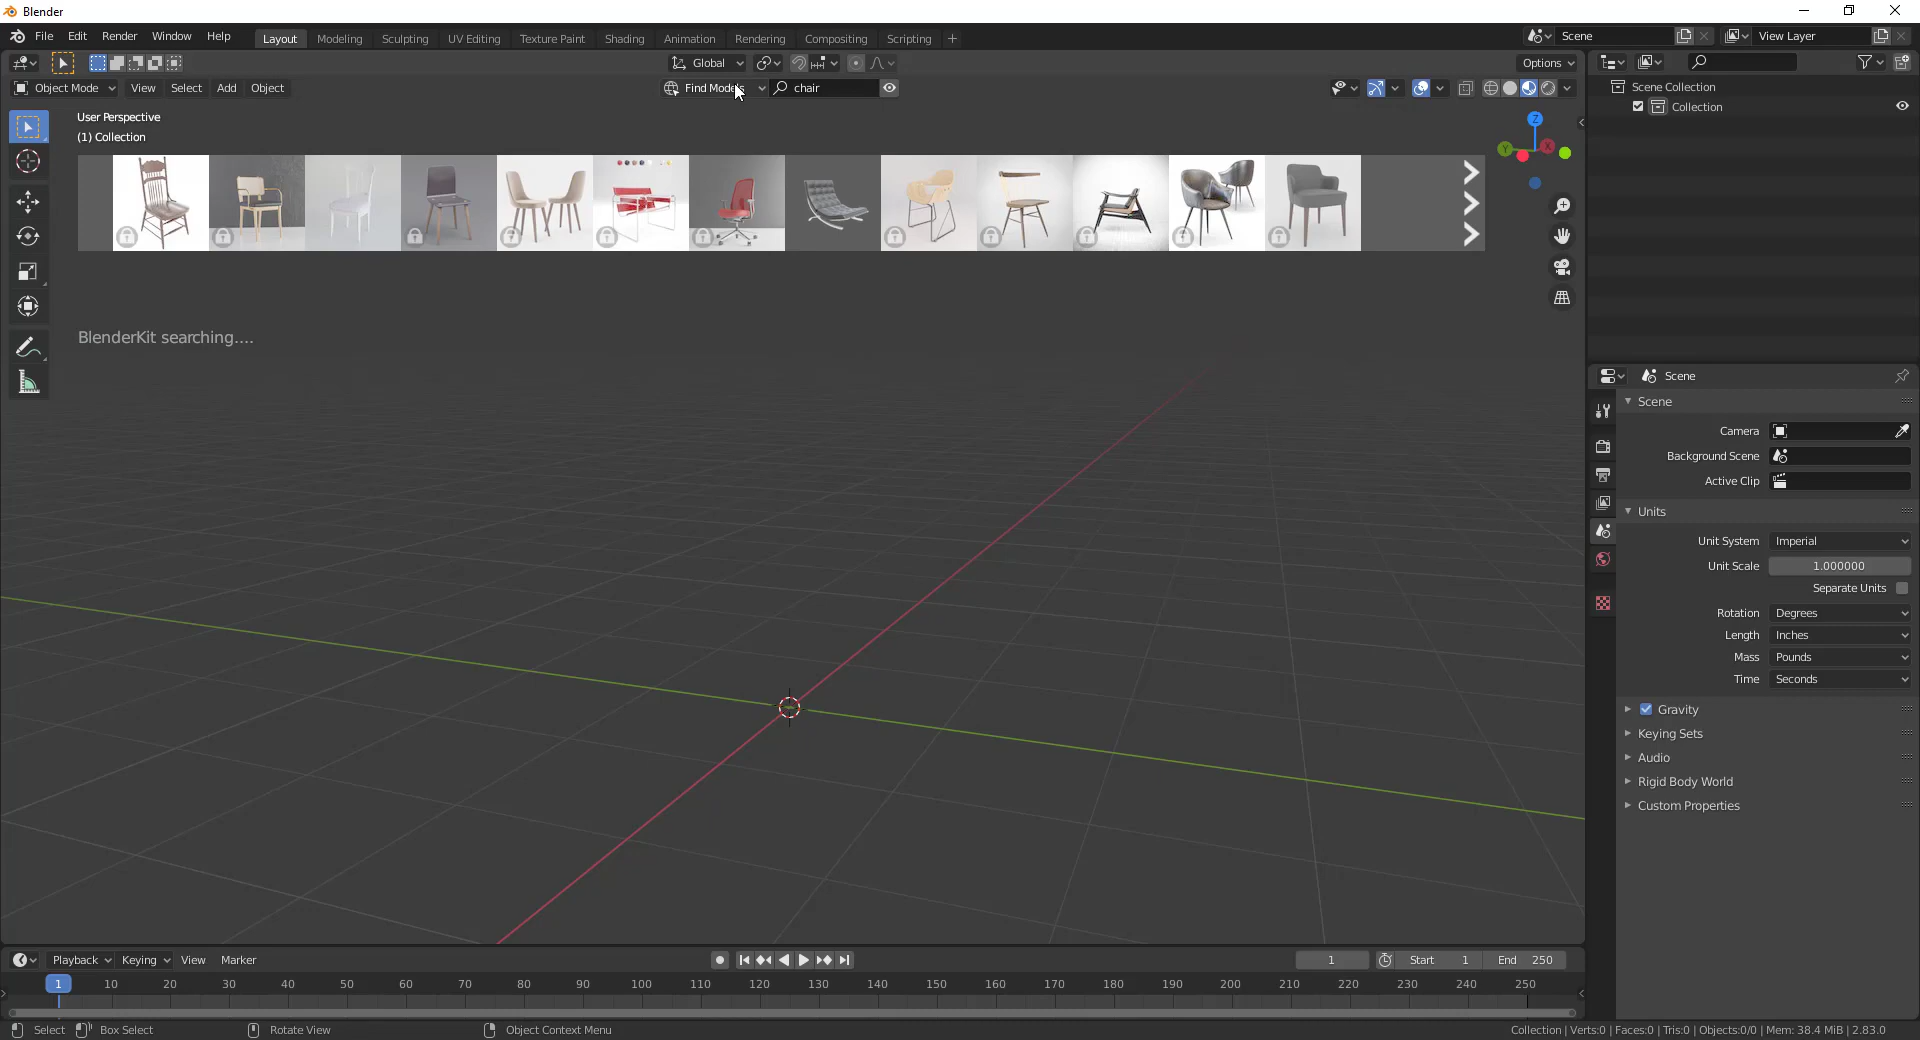 Blender
File Edit Render Window Help
Layout Modeling Sculpting UV Editing Texture Paint Shading Animation Rendering Compositing Scripting
Scene
View Layer
Global
Options
Object Mode View Select Add Object
Find Models
chair
User Perspective
(1) Collection
Z
Y
X
BlenderKit searching....
Scene Collection
Collection
Scene
Scene
Camera
Background Scene
Active Clip
Units
Unit System Imperial
Unit Scale 1.000000
Separate Units
Rotation Degrees
Length Inches
Mass Pounds
Time Seconds
Gravity
Keying Sets
Audio
Rigid Body World
Custom Properties
Playback Keying View Marker
1
Start 1
End 250
1 10 20 30 40 50 60 70 80 90 100 110 120 130 140 150 160 170 180 190 200 210 220 230 240 250
Select Box Select Rotate View Object Context Menu
Collection | Verts:0 | Faces:0 | Tris:0 | Objects:0/0 | Mem: 38.4 MiB | 2.83.0